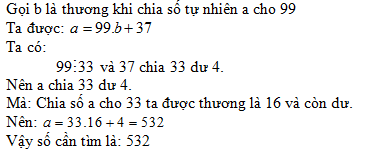 Gọi b là thương khi chia số tự nhiên a cho 99
Ta được: a = 99.b + 37
Ta có:
99⋮33 và 37 chia 33 dư 4.
Nên a chia 33 dư 4.
Mà: Chia số a cho 33 ta được thương là 16 và còn dư.
Nên: a = 33.16 + 4 = 532
Vậy số cần tìm là: 532